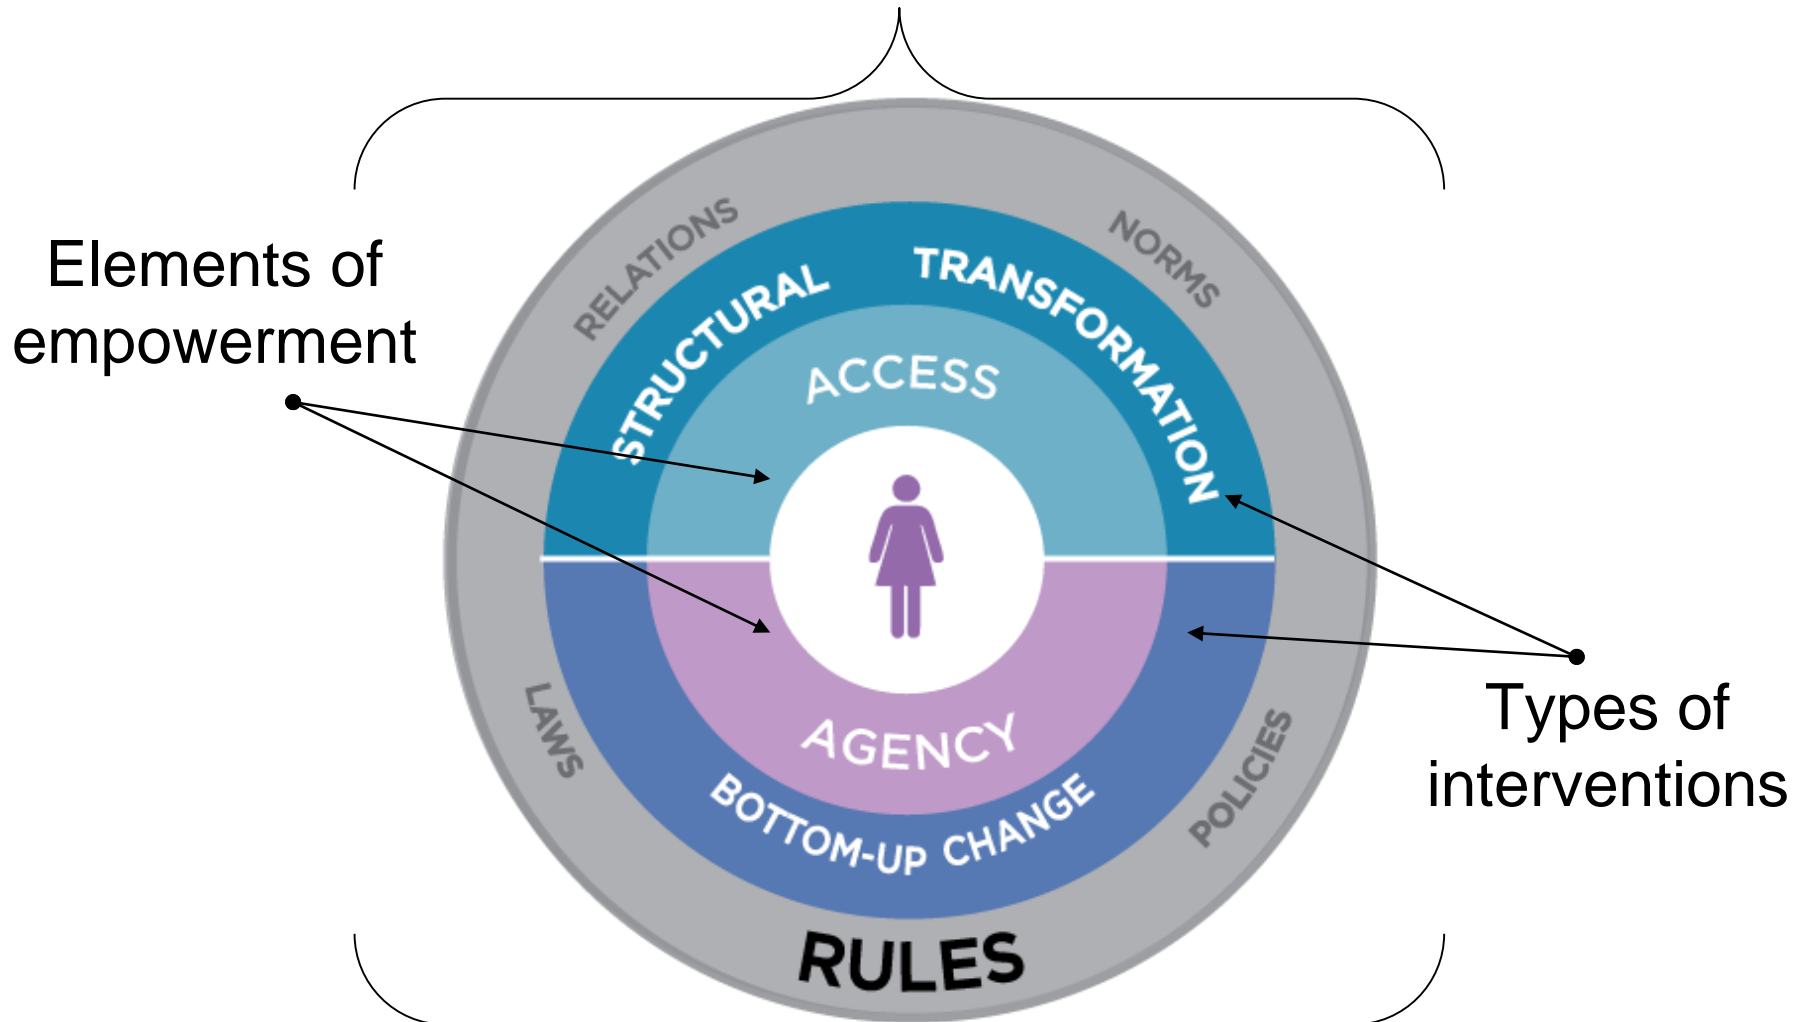 RELATIONS
NORMS
Elements of
empowerment
STRUCTURAL TRANSFORMATION
ACCESS
AGENCY
BOTTOM-UP CHANGE
LAWS
POLICIES
Types of
interventions
RULES